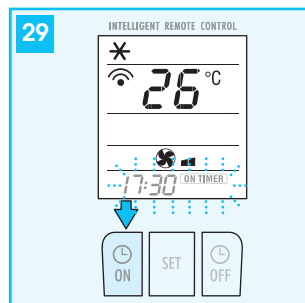 29
INTELLIGENT REMOTE CONTROL
26 °C
17:30 ON TIMER
ON SET OFF